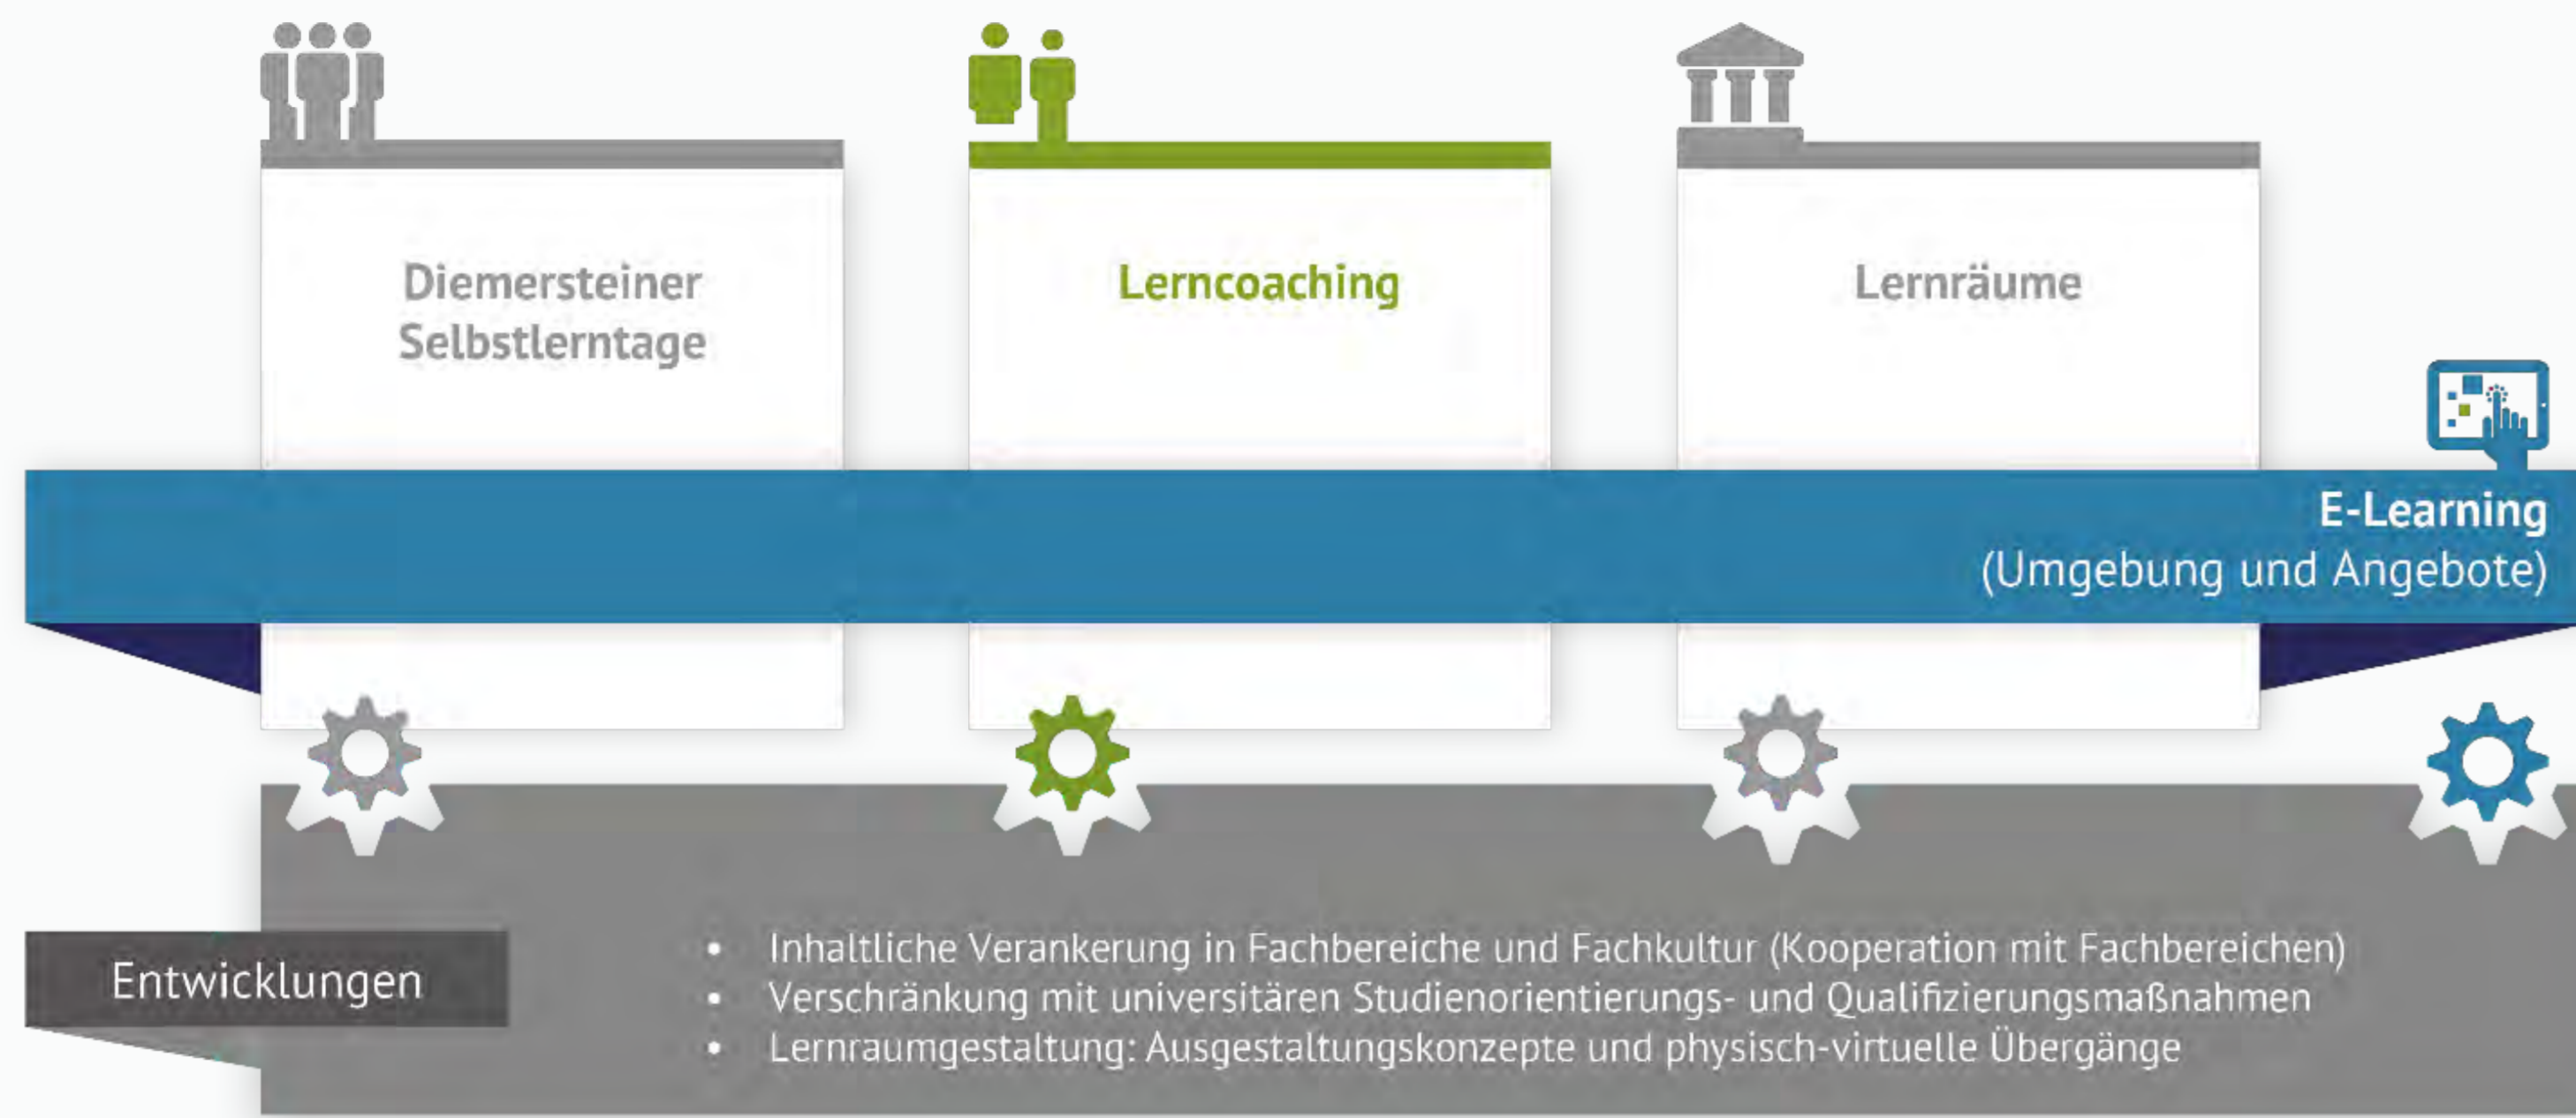 Diemersteiner
Selbstlerntage
Lerncoaching
Lernräume
E-Learning
(Umgebung und Angebote)
Entwicklungen
• Inhaltliche Verankerung in Fachbereiche und Fachkultur (Kooperation mit Fachbereichen)
• Verschränkung mit universitären Studienorientierungs- und Qualifizierungsmaßnahmen
• Lernraumgestaltung: Ausgestaltungskonzepte und physisch-virtuelle Übergänge